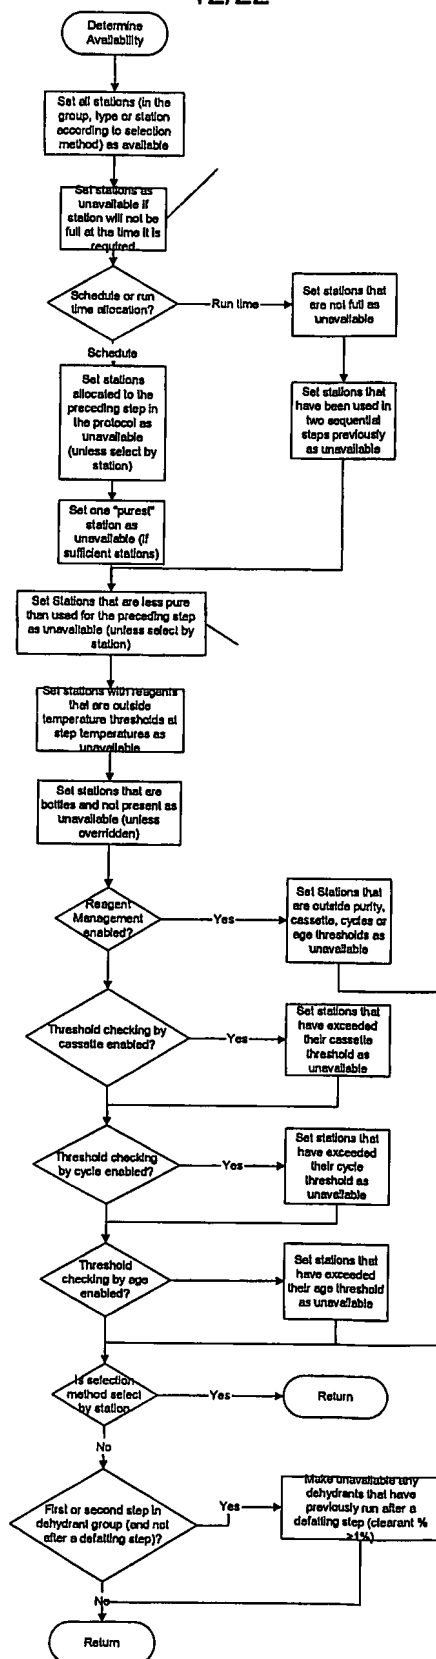 12/22
Determine
Availability
Set all stations (in the
group, type or station
according to selection
method) as available
Set stations as
unavailable if
station will not be
full at the time it is
required
Schedule or run
time allocation?
Run time
Set stations that
are not full as
unavailable
Schedule
Set stations
allocated to the
preceding step in
the protocol as
unavailable
(unless select by
station)
Set stations that
have been used in
two sequential
steps previously
as unavailable
Set one "purest"
station as
unavailable (if
sufficient stations)
Set Stations that are less pure
than used for the preceding step
as unavailable (unless select by
station)
Set stations with reagents
that are outside
temperature thresholds at
step temperatures as
unavailable
Set stations that are
bottles and not present as
unavailable (unless
overridden)
Reagent
Management
enabled?
Yes
Set Stations that
are outside purity,
cassette, cycles or
age thresholds as
unavailable
Threshold checking by
cassette enabled?
Yes
Set stations that
have exceeded
their cassette
threshold as
unavailable
Threshold checking
by cycle enabled?
Yes
Set stations that
have exceeded
their cycle
threshold as
unavailable
Threshold
checking by age
enabled?
Set stations that
have exceeded
their age threshold
as unavailable
Is selection
method select
by station
Yes
Return
No
First or second step in
dehydrant group (and not
after a defatting step)?
Yes
Make unavailable any
dehydrants that have
previously run after a
defatting step (clearant %
>1%)
No
Return